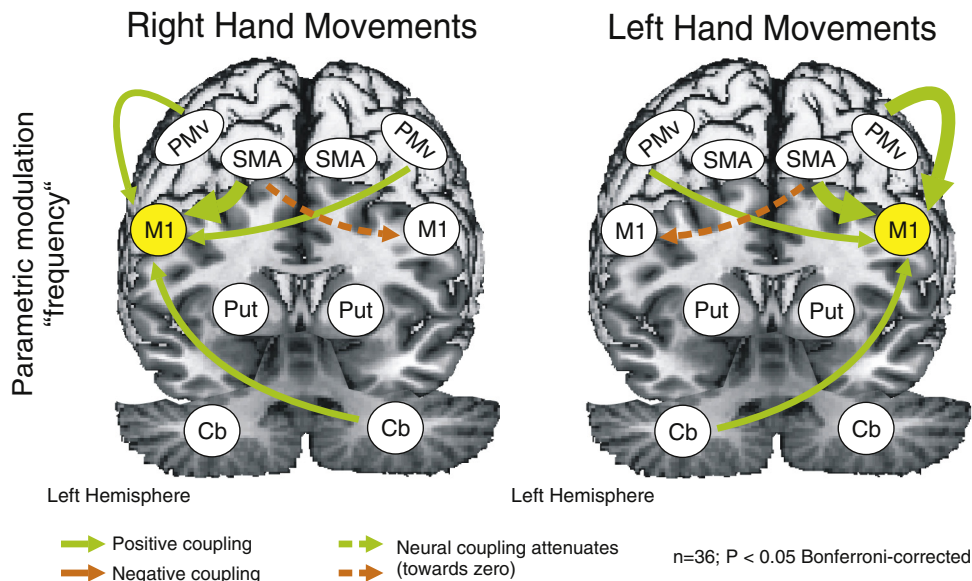 Right Hand Movements
Left Hand Movements
Parametric modulation
“frequency“
PMv
SMA
SMA
PMv
M1
M1
Put
Put
Cb
Cb
PMv
SMA
SMA
PMv
M1
M1
Put
Put
Cb
Cb
Left Hemisphere
Left Hemisphere
Positive coupling
Negative coupling
Neural coupling attenuates
(towards zero)
n=36; P < 0.05 Bonferroni-corrected